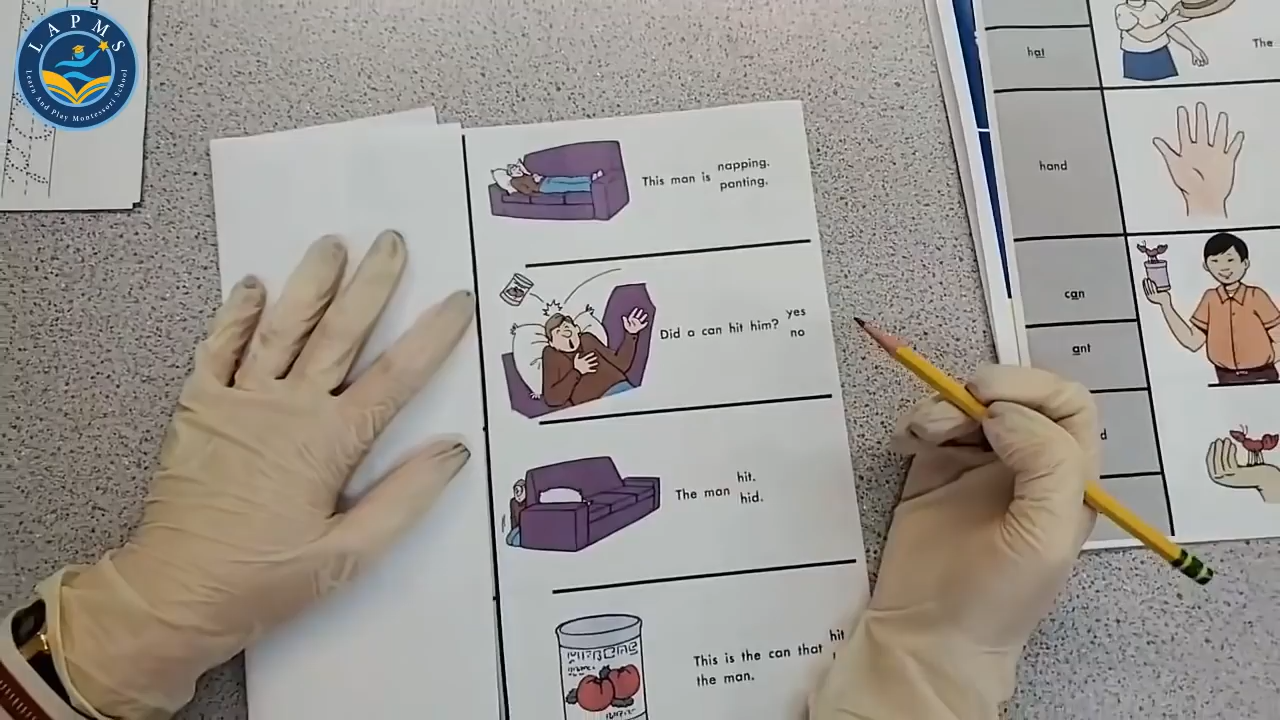 LAPMS
Learn And Play Montessori School
This man is napping.
panting.
Did a can hit him? yes
no
The man hit.
hid.
This is the can that hit
the man.
hat
The
hand
can
ant
d